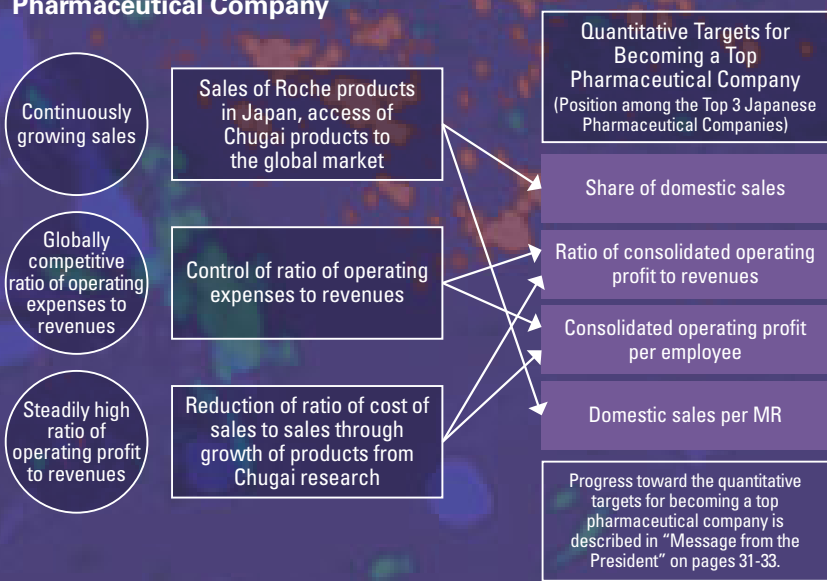 Pharmaceutical Company
Continuously
growing sales
Sales of Roche products
in Japan, access of
Chugai products to
the global market
Globally
competitive
ratio of operating
expenses to
revenues
Control of ratio of operating
expenses to revenues
Steadily high
ratio of
operating profit
to revenues
Reduction of ratio of cost of
sales to sales through
growth of products from
Chugai research
Quantitative Targets for
Becoming a Top
Pharmaceutical Company
(Position among the Top 3 Japanese
Pharmaceutical Companies)
Share of domestic sales
Ratio of consolidated operating
profit to revenues
Consolidated operating profit
per employee
Domestic sales per MR
Progress toward the quantitative
targets for becoming a top
pharmaceutical company is
described in “Message from the
President” on pages 31-33.